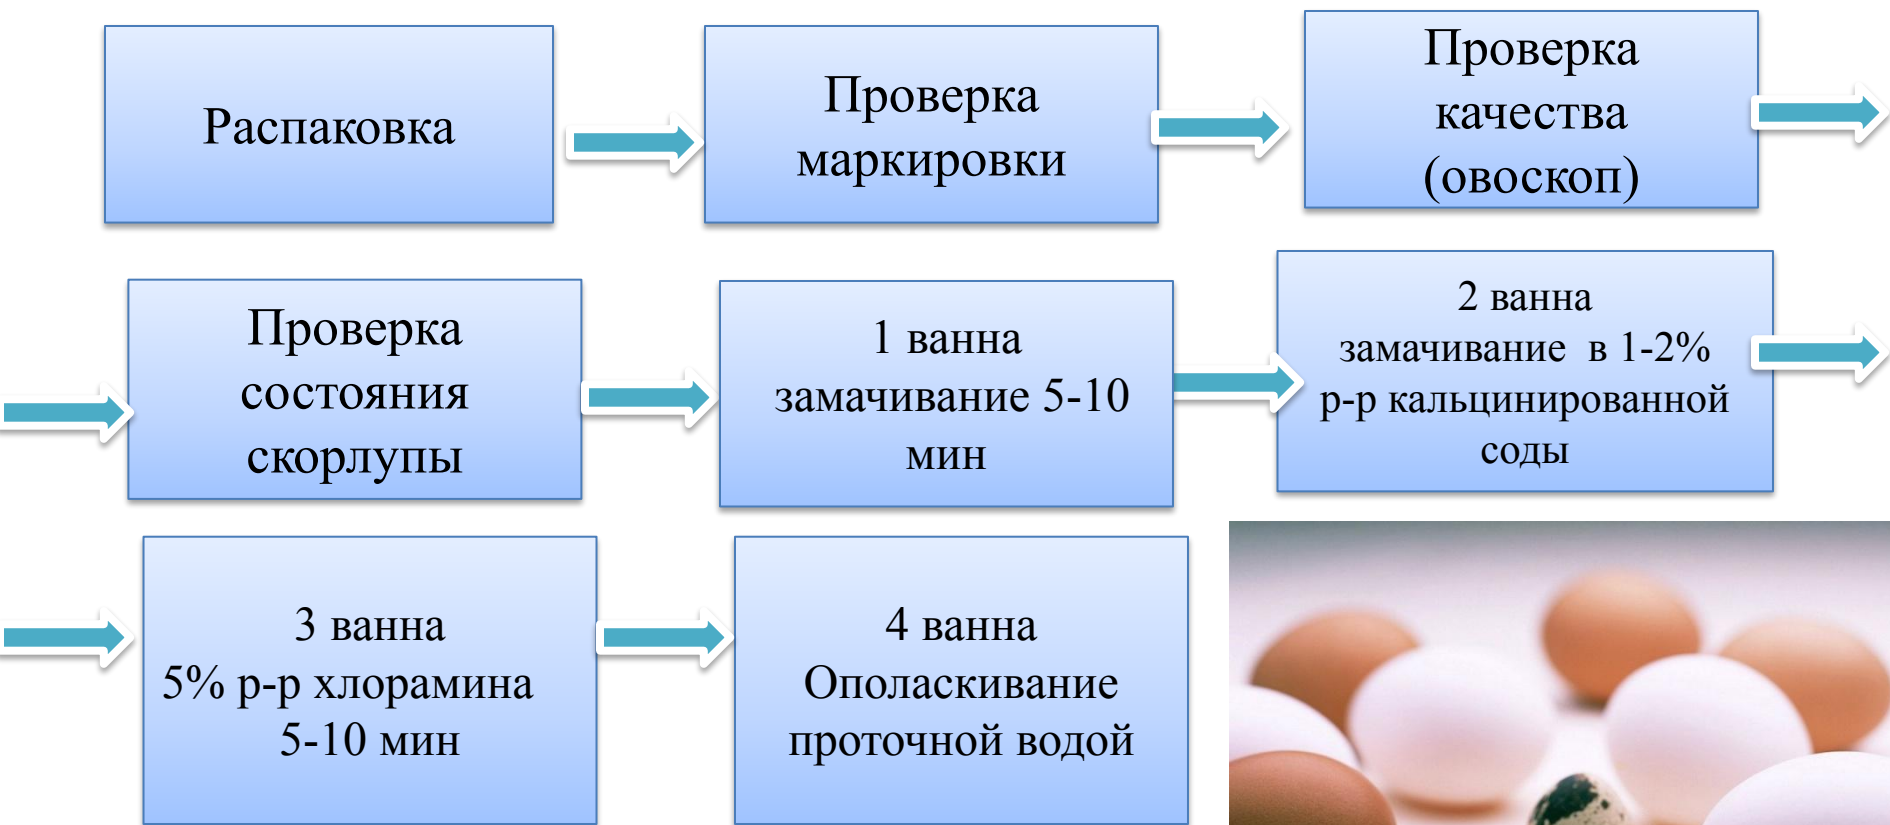 Распаковка
Проверка
маркировки
Проверка
качества
(овоскоп)
Проверка
состояния
скорлупы
1 ванна
замачивание 5-10
мин
2 ванна
замачивание в 1-2%
р-р кальцинированной
соды
3 ванна
5% р-р хлорамина
5-10 мин
4 ванна
Ополаскивание
проточной водой